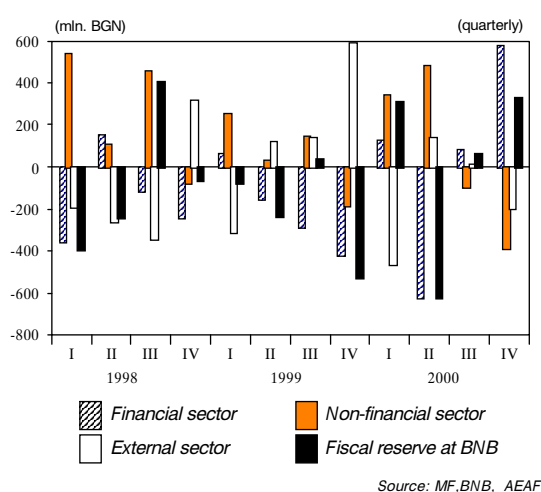 (mln. BGN) (quarterly)
600
400
200
0
-200
-400
-600
-800
I II III IV I II III IV I II III IV
1998 1999 2000
Financial sector Non-financial sector
External sector Fiscal reserve at BNB
Source: MF,BNB, AEAF